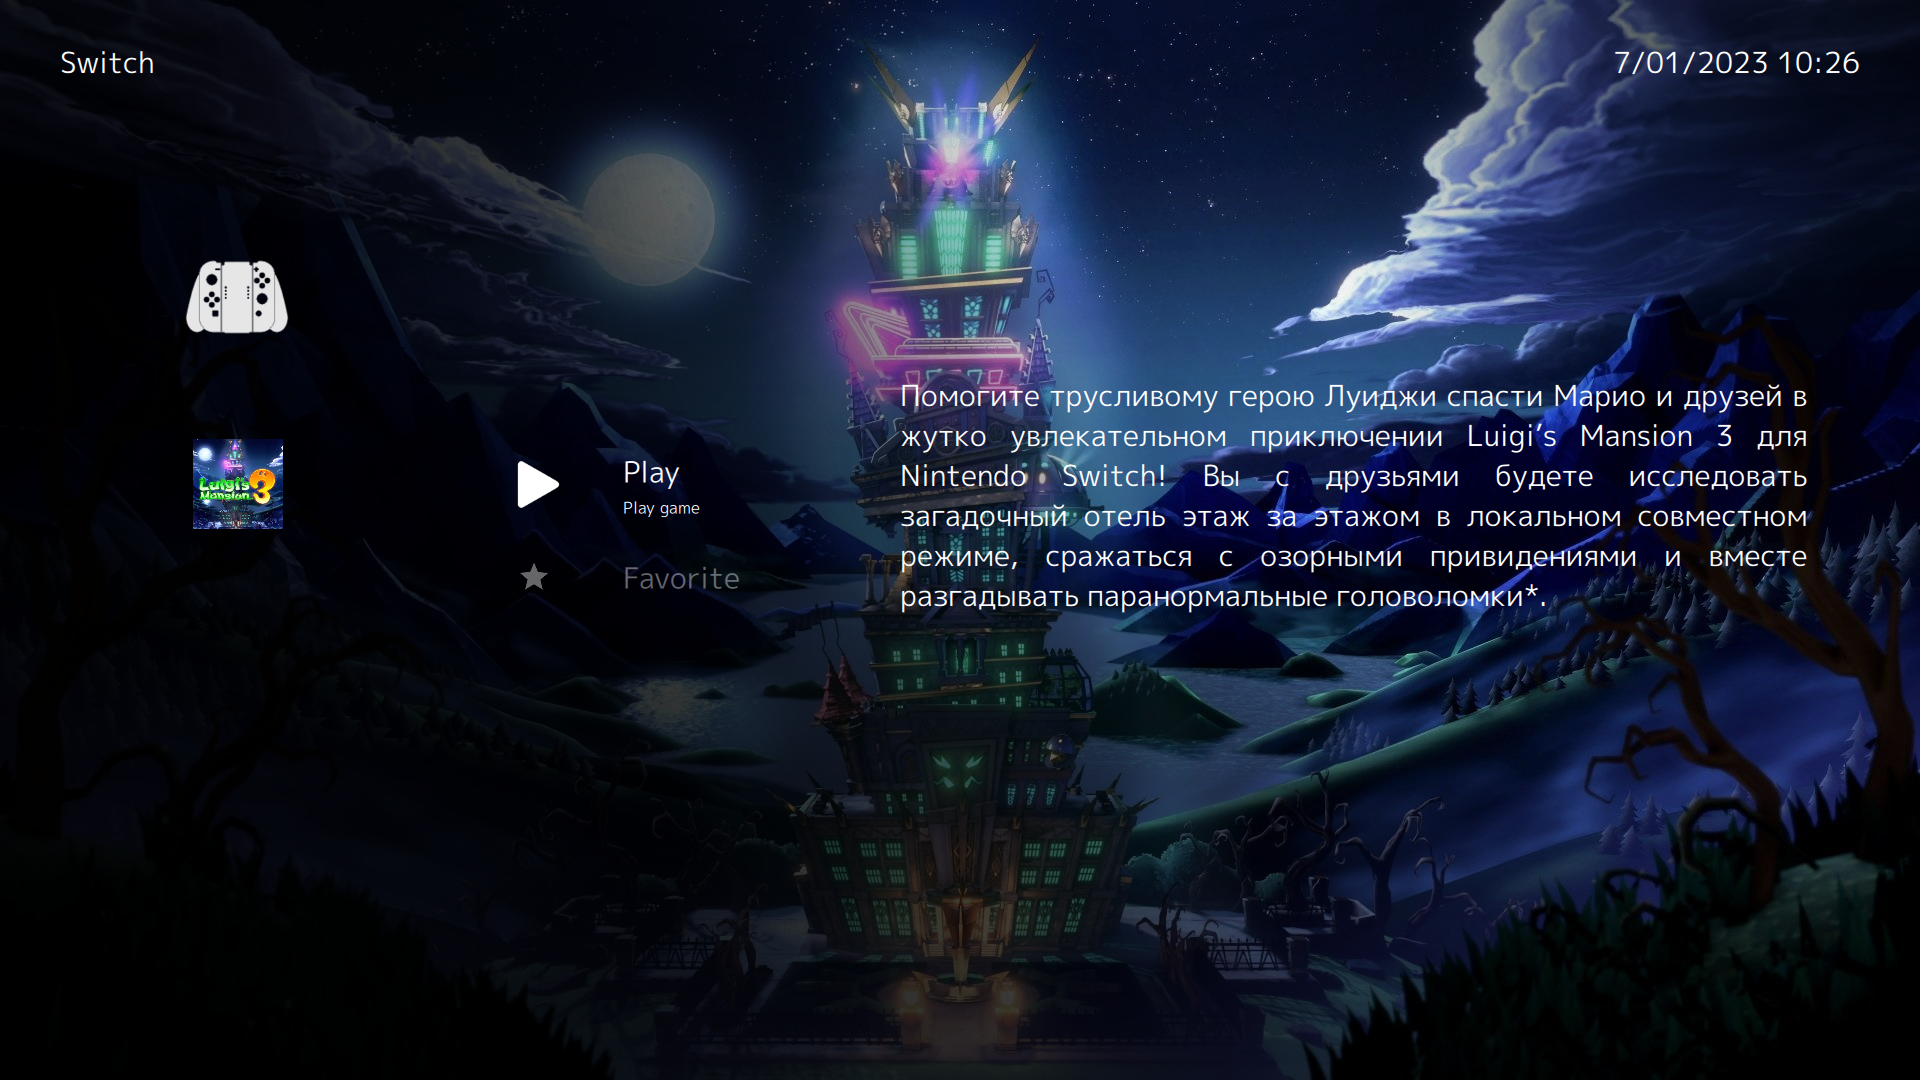 Switch
7/01/2023 10:26
Luigi's
Mansion 3
Play
Play game
Favorite
Помогите трусливому герою Луиджи спасти Марио и друзей в
жутко увлекательном приключении Luigi’s Mansion 3 для
Nintendo Switch! Вы с друзьями будете исследовать
загадочный отель этаж за этажом в локальном совместном
режиме, сражаться с озорными привидениями и вместе
разгадывать паранормальные головоломки*.